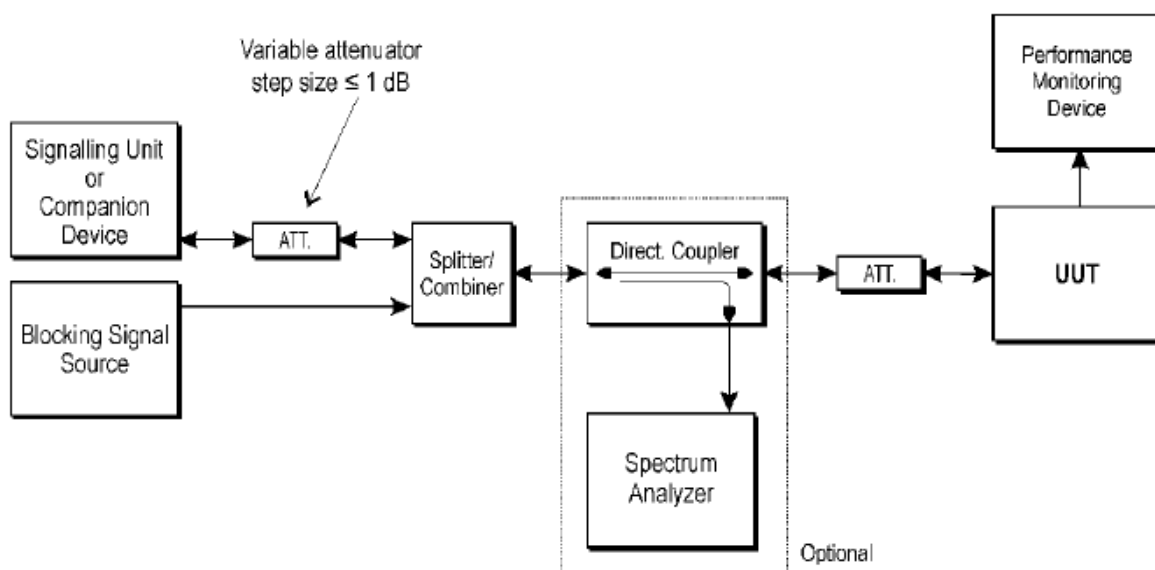 Variable attenuator
step size ≤ 1 dB
Performance
Monitoring
Device
Signalling Unit
or
Companion
Device
ATT.
Splitter/
Combiner
Direct. Coupler
ATT.
UUT
Blocking Signal
Source
Spectrum
Analyzer
Optional